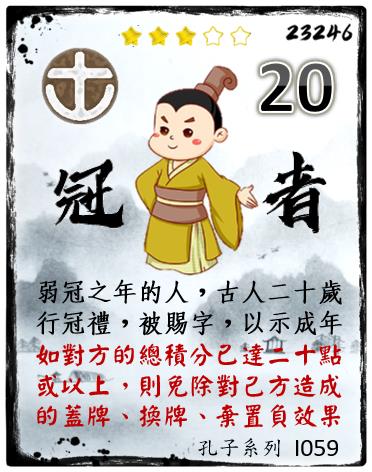 23246
20
冠者
弱冠之年的人，古人二十歲
行冠禮，被賜字，以示成年
如對方的總積分已達二十點
或以上，則免除對己方造成
的蓋牌、換牌、棄置負效果
孔子系列 I059